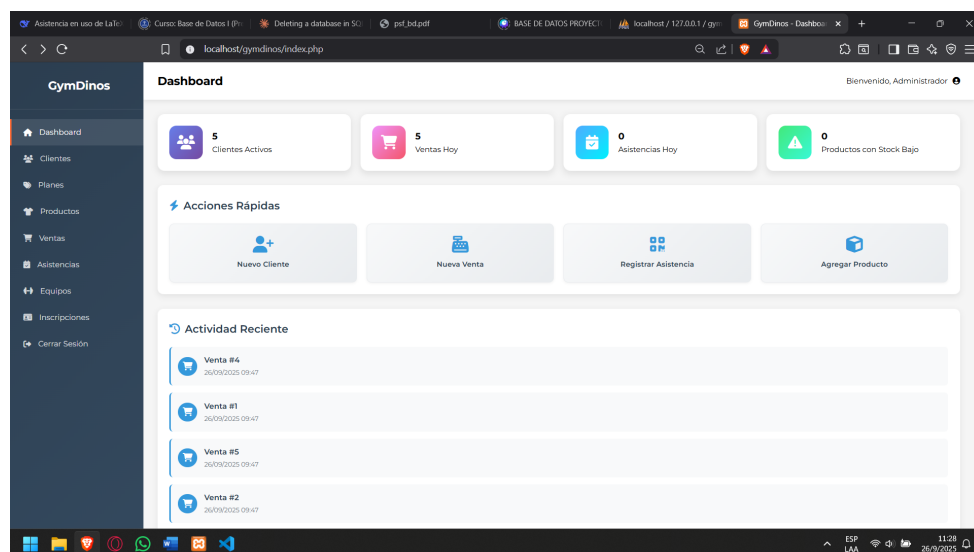 Asistencia en uso de LaTeX
Curso: Base de Datos I (Pr
Deleting a database in SQ
psf_bd.pdf
BASE DE DATOS PROYECT
localhost / 127.0.0.1 / gym
GymDinos - Dashboar
localhost/gymdinos/index.php
GymDinos
Dashboard
Bienvenido, Administrador
Dashboard
Clientes
Planes
Productos
Ventas
Asistencias
Equipos
Inscripciones
Cerrar Sesión
5
Clientes Activos
5
Ventas Hoy
0
Asistencias Hoy
0
Productos con Stock Bajo
Acciones Rápidas
Nuevo Cliente
Nueva Venta
Registrar Asistencia
Agregar Producto
Actividad Reciente
Venta #4
26/09/2025 09:47
Venta #1
26/09/2025 09:47
Venta #5
26/09/2025 09:47
Venta #2
26/09/2025 09:47
ESP
LAA
11:28
26/9/2025